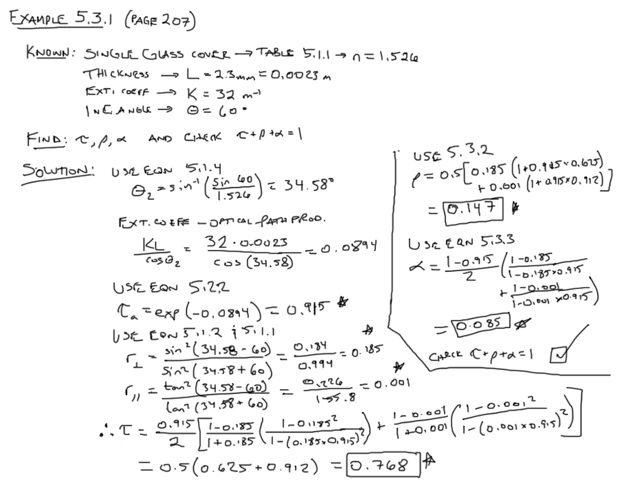 EXAMPLE 5.3.1 (PAGE 207)
KNOWN: SINGLE GLASS COVER → TABLE 5.1.1 → n = 1.526
THICKNESS → L = 2.3mm = 0.0023m
EXT. COEFF → K = 32 m⁻¹
INC ANGLE → θ = 60°
FIND: τ, ρ, α AND CHECK τ+ρ+α=1
SOLUTION: USE EQN 5.1.4
θ₂ = sin⁻¹(sin 60/1.526) = 34.58°
EXT. COEFF – OPTICAL PATH PROD.
KL/cosθ₂ = 32·0.0023/cos(34.58) = 0.0894
USE EQN 5.2.2
τₐ = exp(-0.0894) = 0.915
USE EQN 5.1.2 & 5.1.1
r⊥ = sin²(34.58-60)/sin²(34.58+60) = 0.184/0.994 = 0.185
r∥ = tan²(34.58-60)/tan²(34.58+60) = 0.226/155.8 = 0.001
∴ τ = 0.915/2 [1-0.185/1+0.185 (1-0.185²/1-(0.185×0.915)²) + 1-0.001/1+0.001 (1-0.001²/1-(0.001×0.915)²)]
= 0.5(0.625+0.912) = 0.768
USE 5.3.2
ρ = 0.5[0.185(1+0.915×0.625)
+0.001(1+0.915×0.912)]
= 0.147
USE EQN 5.3.3
α = 1-0.915/2 (1-0.185/1-0.185×0.915
+ 1-0.001/1-0.001×0.915)
= 0.085
CHECK τ+ρ+α=1 ☑